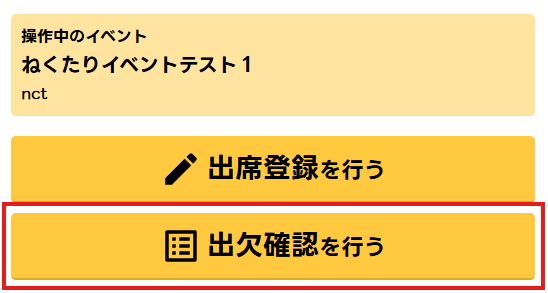 操作中のイベント
ねくたりイベントテスト１
nct
出席登録を行う
出欠確認を行う